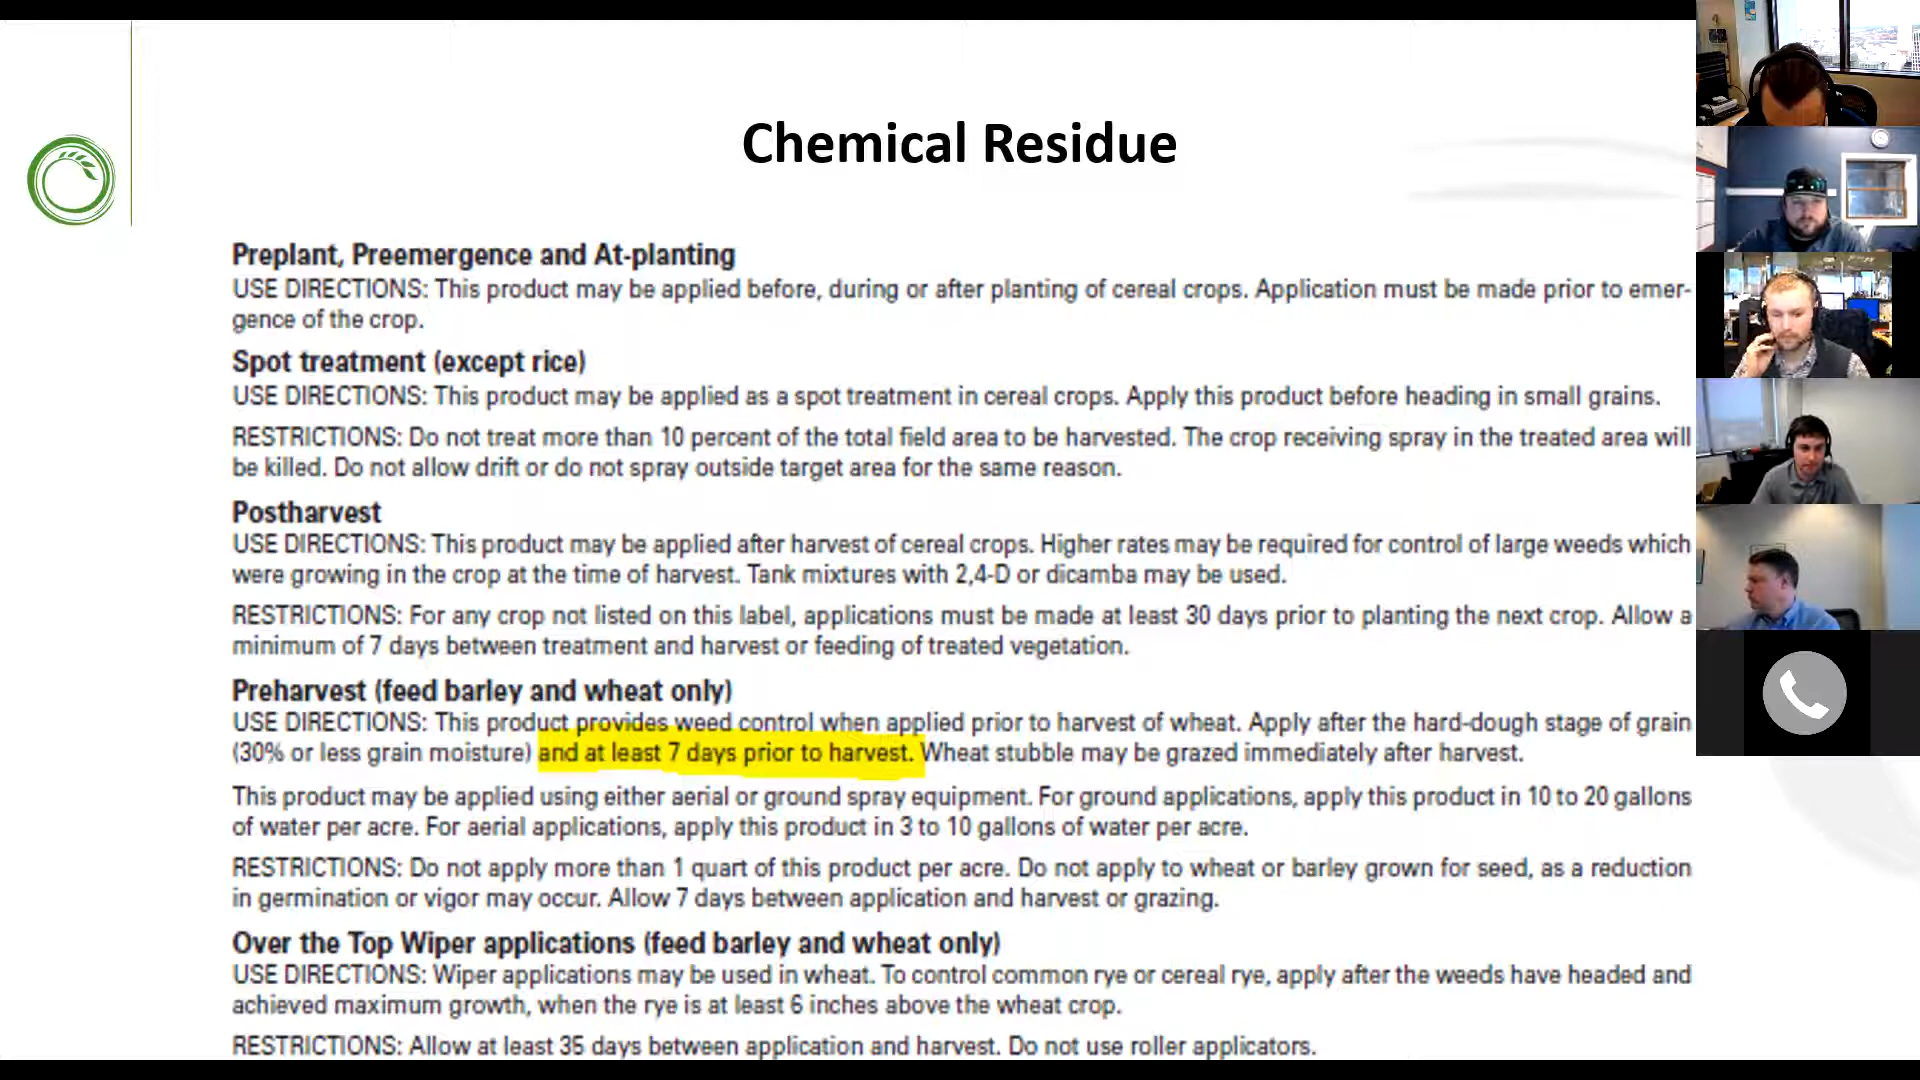 Chemical Residue
Preplant, Preemergence and At-planting
USE DIRECTIONS: This product may be applied before, during or after planting of cereal crops. Application must be made prior to emer-
gence of the crop.
Spot treatment (except rice)
USE DIRECTIONS: This product may be applied as a spot treatment in cereal crops. Apply this product before heading in small grains.
RESTRICTIONS: Do not treat more than 10 percent of the total field area to be harvested. The crop receiving spray in the treated area will
be killed. Do not allow drift or do not spray outside target area for the same reason.
Postharvest
USE DIRECTIONS: This product may be applied after harvest of cereal crops. Higher rates may be required for control of large weeds which
were growing in the crop at the time of harvest. Tank mixtures with 2,4-D or dicamba may be used.
RESTRICTIONS: For any crop not listed on this label, applications must be made at least 30 days prior to planting the next crop. Allow a
minimum of 7 days between treatment and harvest or feeding of treated vegetation.
Preharvest (feed barley and wheat only)
USE DIRECTIONS: This product provides weed control when applied prior to harvest of wheat. Apply after the hard-dough stage of grain
(30% or less grain moisture) and at least 7 days prior to harvest. Wheat stubble may be grazed immediately after harvest.
This product may be applied using either aerial or ground spray equipment. For ground applications, apply this product in 10 to 20 gallons
of water per acre. For aerial applications, apply this product in 3 to 10 gallons of water per acre.
RESTRICTIONS: Do not apply more than 1 quart of this product per acre. Do not apply to wheat or barley grown for seed, as a reduction
in germination or vigor may occur. Allow 7 days between application and harvest or grazing.
Over the Top Wiper applications (feed barley and wheat only)
USE DIRECTIONS: Wiper applications may be used in wheat. To control common rye or cereal rye, apply after the weeds have headed and
achieved maximum growth, when the rye is at least 6 inches above the wheat crop.
RESTRICTIONS: Allow at least 35 days between application and harvest. Do not use roller applicators.